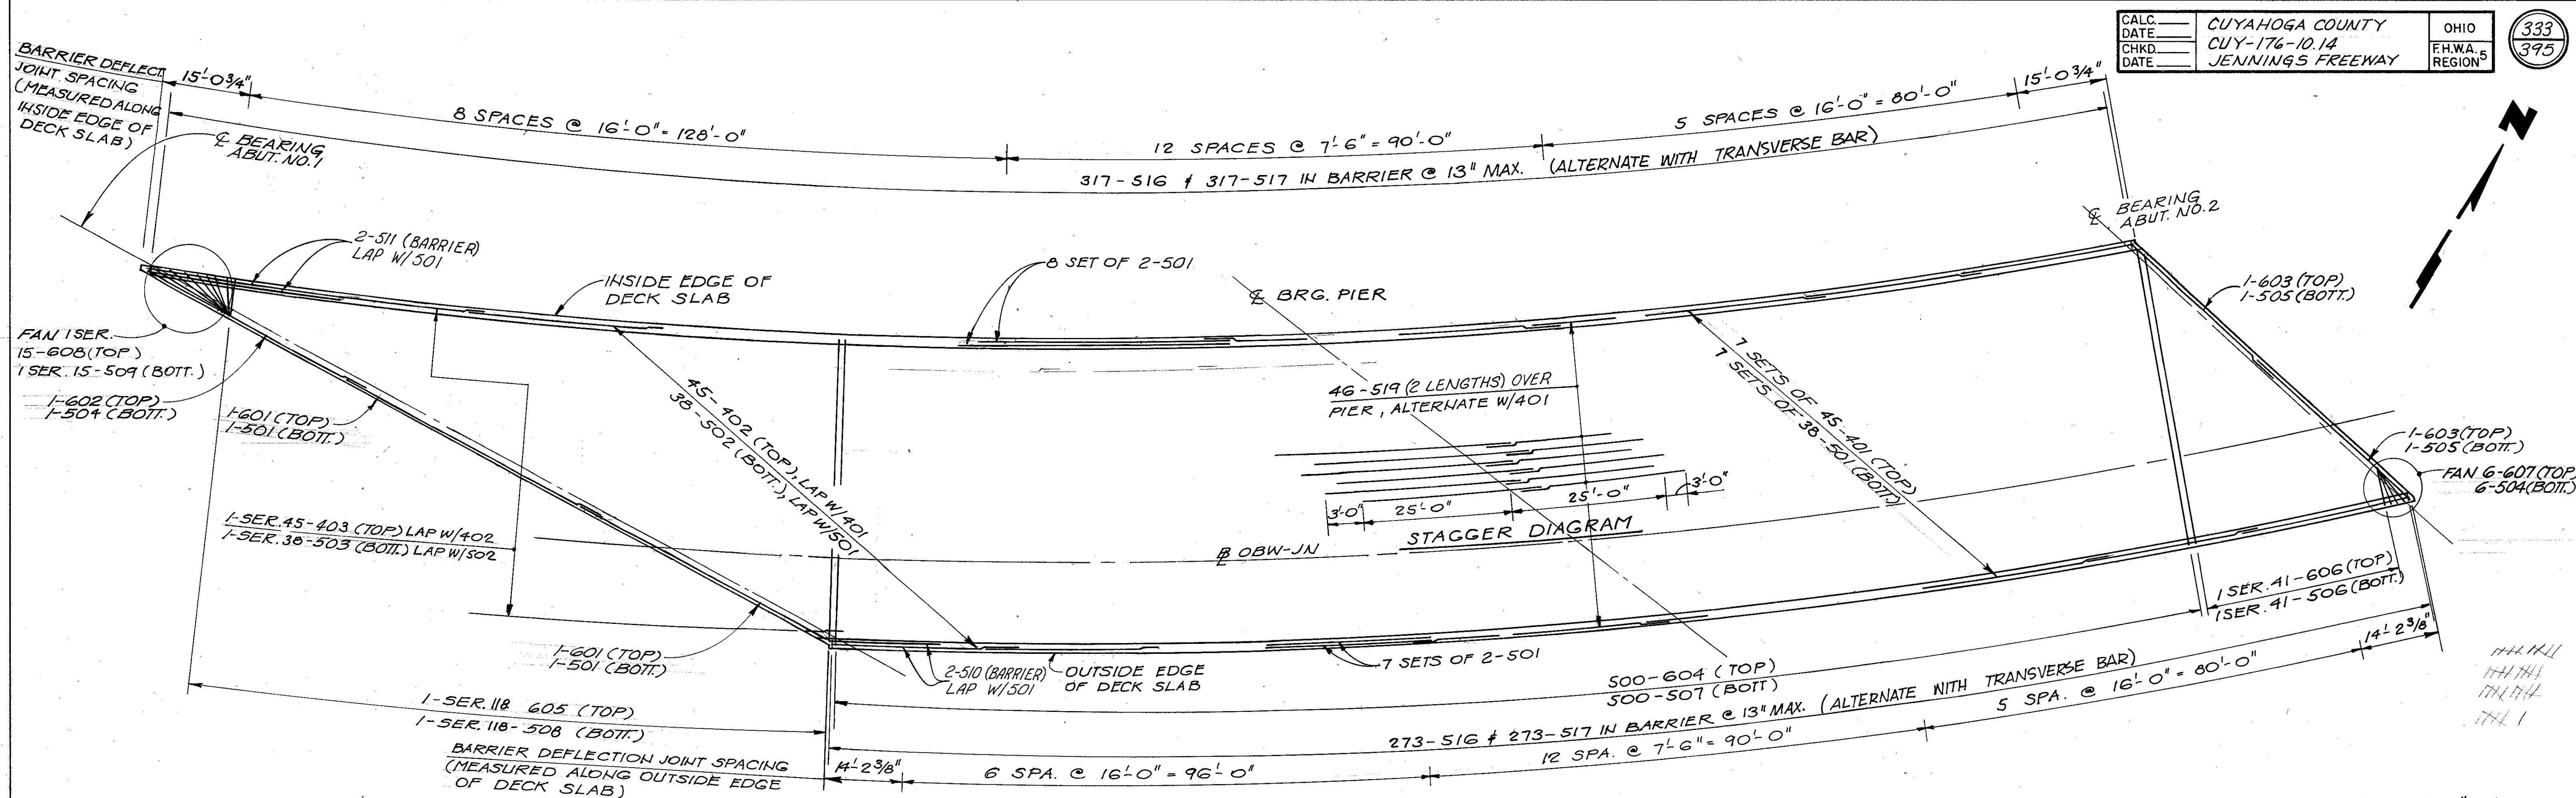 CALC.
DATE
CHKD.
DATE
CUYAHOGA COUNTY
CUY-176-10.14
JENNINGS FREEWAY
OHIO
F.H.W.A. 5
REGION
333
395
N
BARRIER DEFLECT.
JOINT SPACING
(MEASURED ALONG
INSIDE EDGE OF
DECK SLAB)
15'-0 3/4"
8 SPACES @ 16'-0" = 128'-0"
12 SPACES @ 7'-6" = 90'-0"
5 SPACES @ 16'-0" = 80'-0"
15'-0 3/4"
317-516 & 317-517 IN BARRIER @ 13" MAX. (ALTERNATE WITH TRANSVERSE BAR)
℄ BEARING
ABUT. NO.1
℄ BEARING
ABUT. NO.2
2-511 (BARRIER)
LAP W/501
INSIDE EDGE OF
DECK SLAB
8 SET OF 2-501
℄ BRG. PIER
1-603 (TOP)
1-505 (BOTT.)
FAN 1 SER.
15-608 (TOP)
1 SER. 15-509 (BOTT.)
1-602 (TOP)
1-504 (BOTT.)
1-601 (TOP)
1-501 (BOTT.)
45-402 (TOP), LAP W/401
38-502 (BOTT.), LAP W/501
46-519 (2 LENGTHS) OVER
PIER, ALTERNATE W/401
7 SETS OF 45-401 (TOP)
7 SETS OF 38-501 (BOTT.)
1-603 (TOP)
1-505 (BOTT.)
FAN 6-607 (TOP)
6-504 (BOTT.)
1-SER. 45-403 (TOP) LAP W/402
1-SER. 38-503 (BOTT.) LAP W/502
3'-0" 25'-0" 25'-0" 3'-0"
STAGGER DIAGRAM
℄ OBW-JN
1 SER. 41-606 (TOP)
1 SER. 41-506 (BOTT.)
1-601 (TOP)
1-501 (BOTT.)
2-510 (BARRIER)
LAP W/501
OUTSIDE EDGE
OF DECK SLAB
7 SETS OF 2-501
500-604 (TOP)
500-507 (BOTT)
1-SER. 118 605 (TOP)
1-SER. 118-508 (BOTT.)
273-516 & 273-517 IN BARRIER @ 13" MAX. (ALTERNATE WITH TRANSVERSE BAR)
BARRIER DEFLECTION JOINT SPACING
(MEASURED ALONG OUTSIDE EDGE
OF DECK SLAB)
14'-2 3/8"
6 SPA. @ 16'-0" = 96'-0"
12 SPA. @ 7'-6" = 90'-0"
5 SPA. @ 16'-0" = 80'-0"
14'-2 3/8"